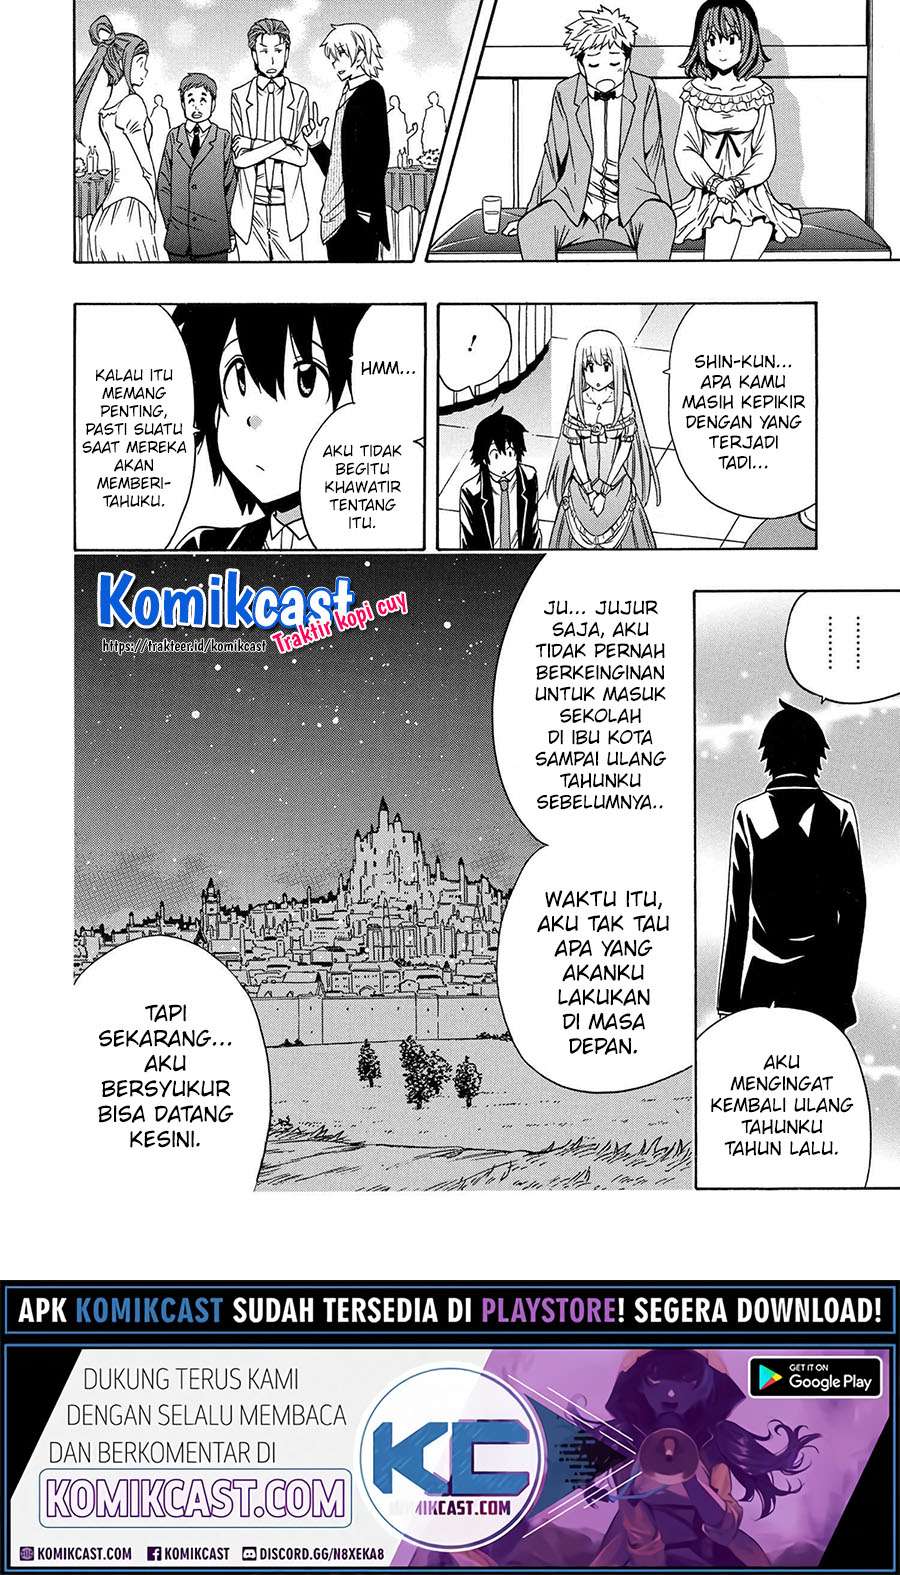 SHIN-KUN...
APA KAMU
MASIH KEPIKIR
DENGAN YANG
TERJADI
TADI...
!
HMM...
AKU TIDAK
BEGITU
KHAWATIR
TENTANG
ITU.
KALAU ITU
MEMANG
PENTING,
PASTI SUATU
SAAT MEREKA
AKAN
MEMBERI-
TAHUKU.
......
......
AKU
MENGINGAT
KEMBALI ULANG
TAHUNKU
TAHUN LALU.
JU... JUJUR
SAJA, AKU
TIDAK PERNAH
BERKEINGINAN
UNTUK MASUK
SEKOLAH
DI IBU KOTA
SAMPAI ULANG
TAHUNKU
SEBELUMNYA..
WAKTU ITU,
AKU TAK TAU
APA YANG
AKANKU
LAKUKAN
DI MASA
DEPAN.
Komikcast
Traktir kopi cuy
https://trakteer.id/komikcast
TAPI
SEKARANG...
AKU
BERSYUKUR
BISA DATANG
KESINI.
APK KOMIKCAST SUDAH TERSEDIA DI PLAYSTORE! SEGERA DOWNLOAD!
DUKUNG TERUS KAMI
DENGAN SELALU MEMBACA
DAN BERKOMENTAR DI
KOMIKCAST.COM
KOMIKCAST.COM KOMIKCAST DISCORD.GG/N8XEKA8
KC
GET IT ON
Google Play